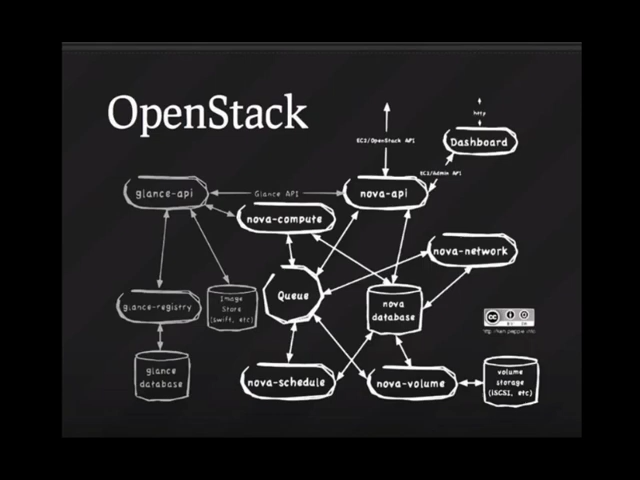 OpenStack
http
EC2/OpenStack API
Dashboard
EC2/Admin API
glance-api
Glance API
nova-api
nova-compute
nova-network
Queue
nova
database
glance-registry
Image
Store
(swift, etc)
glance
database
nova-schedule
nova-volume
volume
storage
(iSCSI, etc)
cc